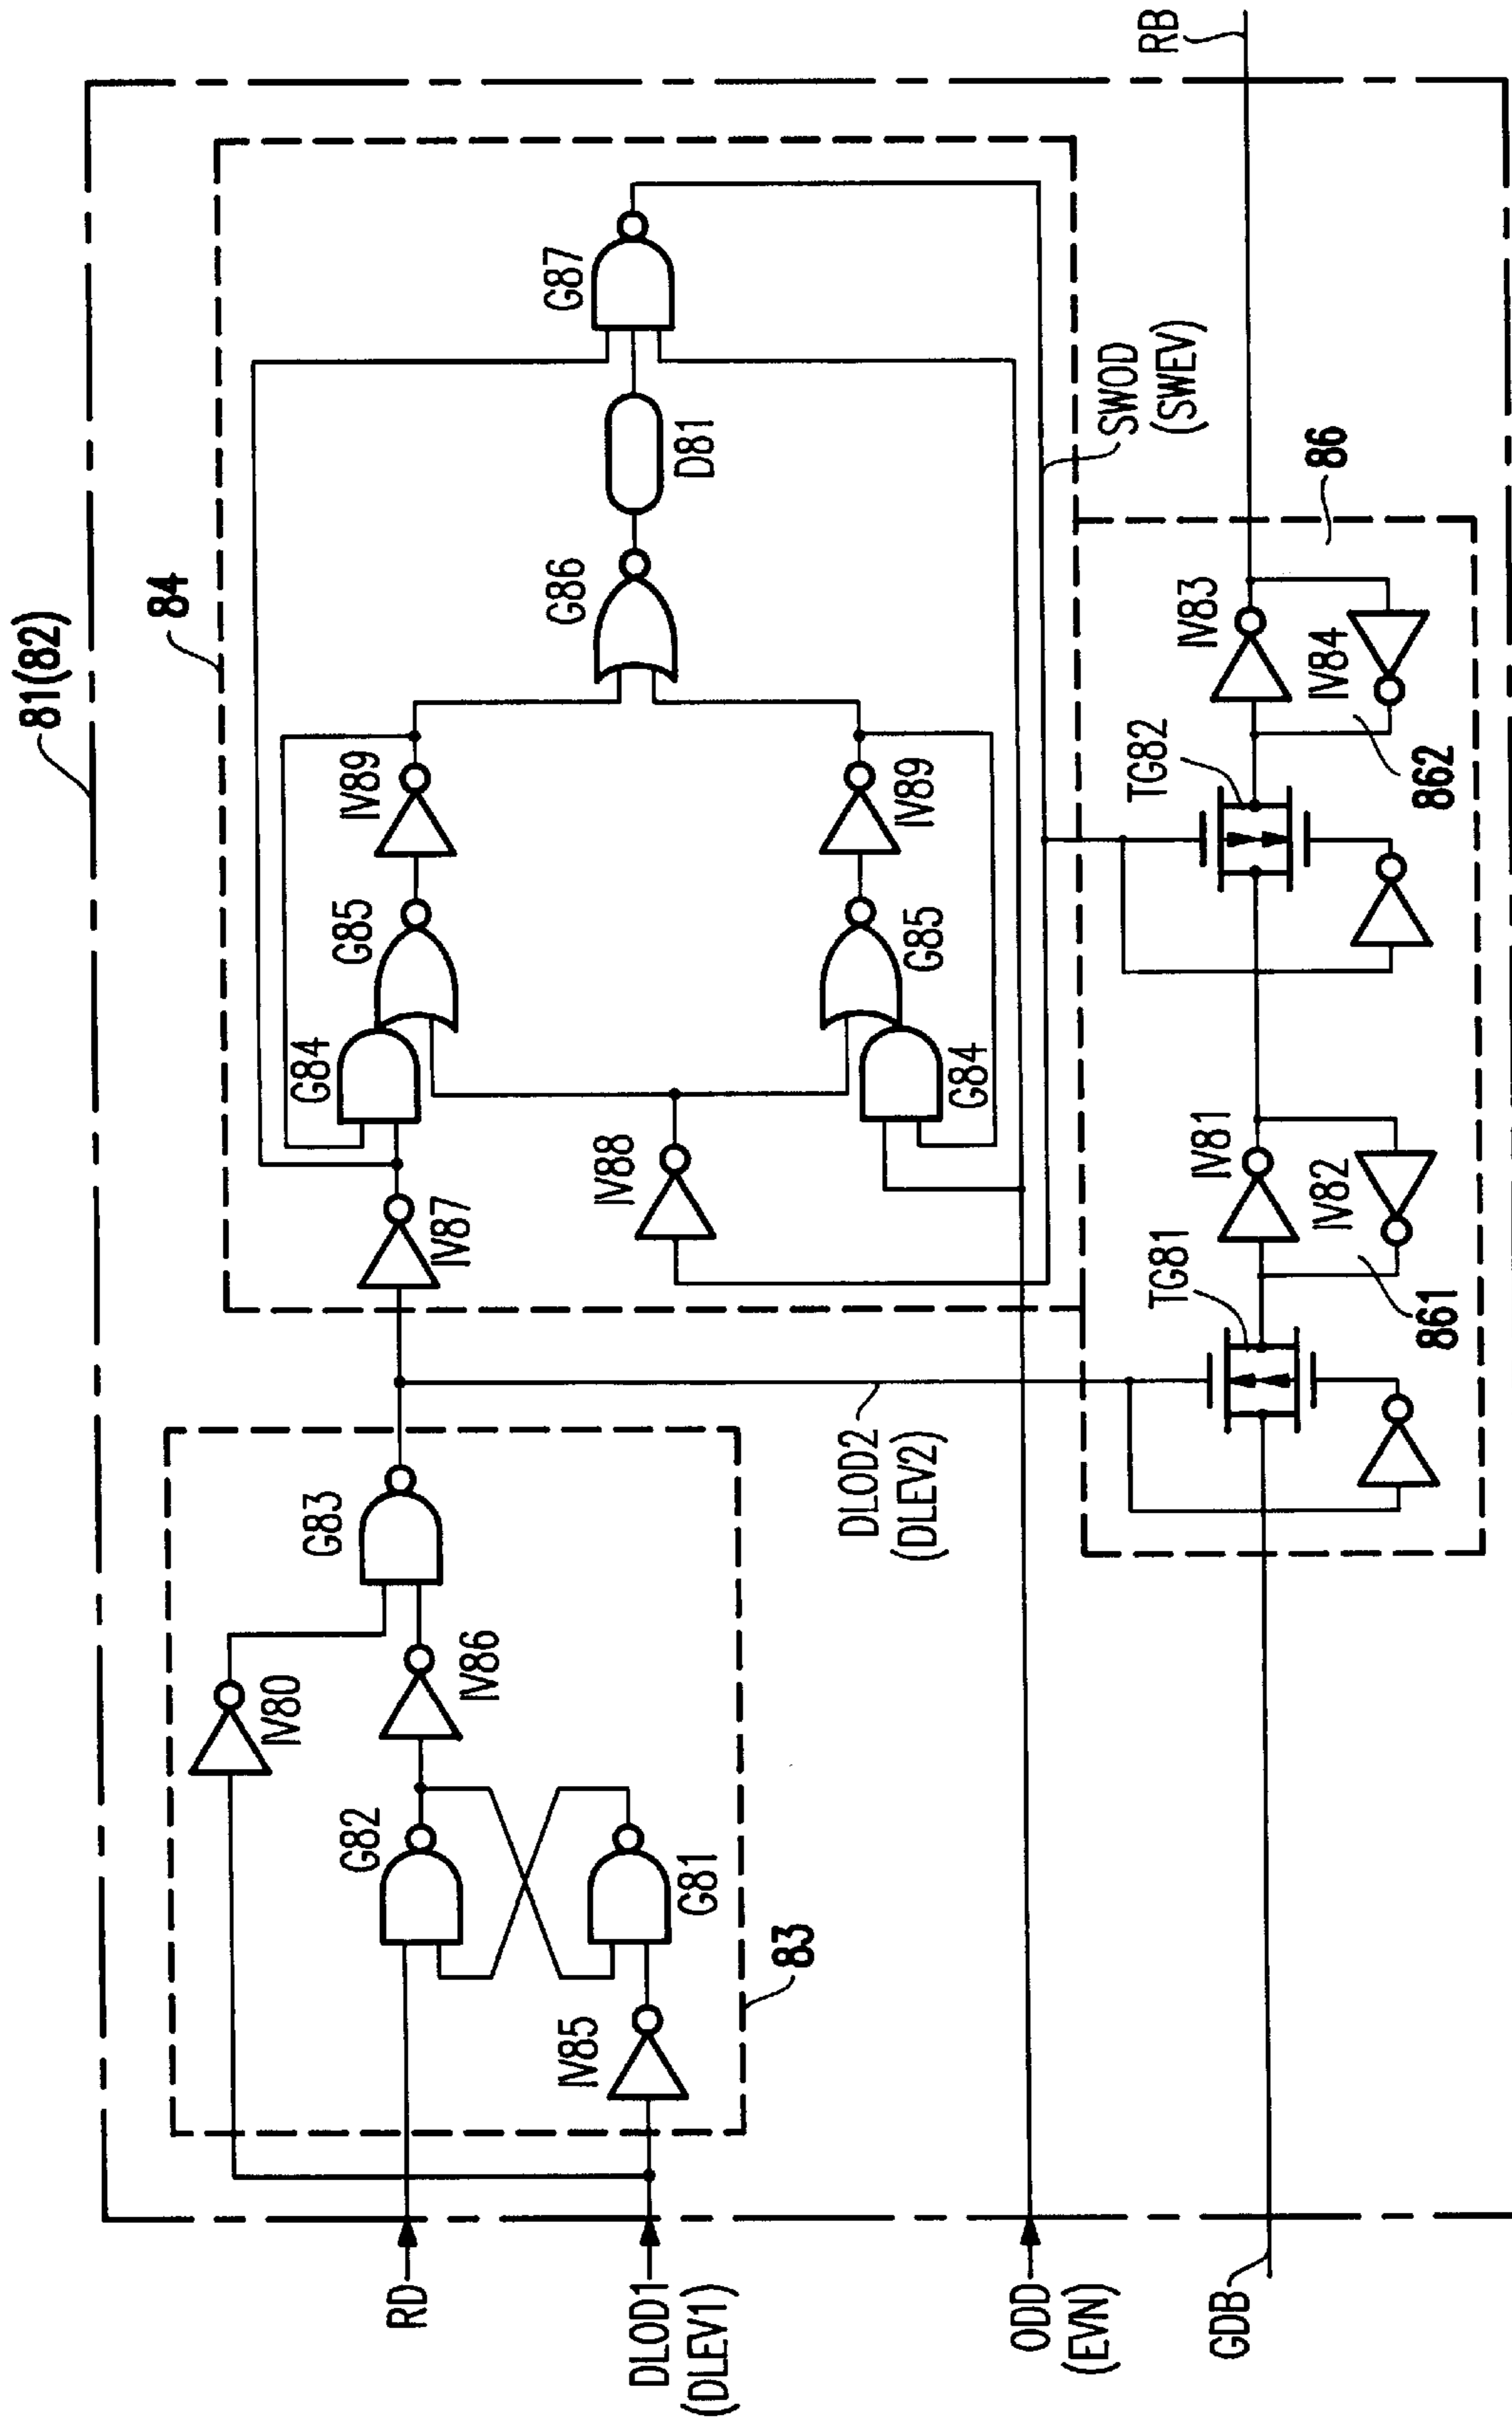 81(82)
84
RD
DLOD1
(DLEV1)
ODD
(EVN)
GDB
IV80
G82
G81
IV85
83
IV86
G83
IV87
DLOD2
(DLEV2)
G84
G85
IV89
IV88
G84
G85
IV89
G86
D81
G87
SWOD
(SWEV)
86
TG81
IV81
IV82
861
TG82
IV83
IV84
862
RB